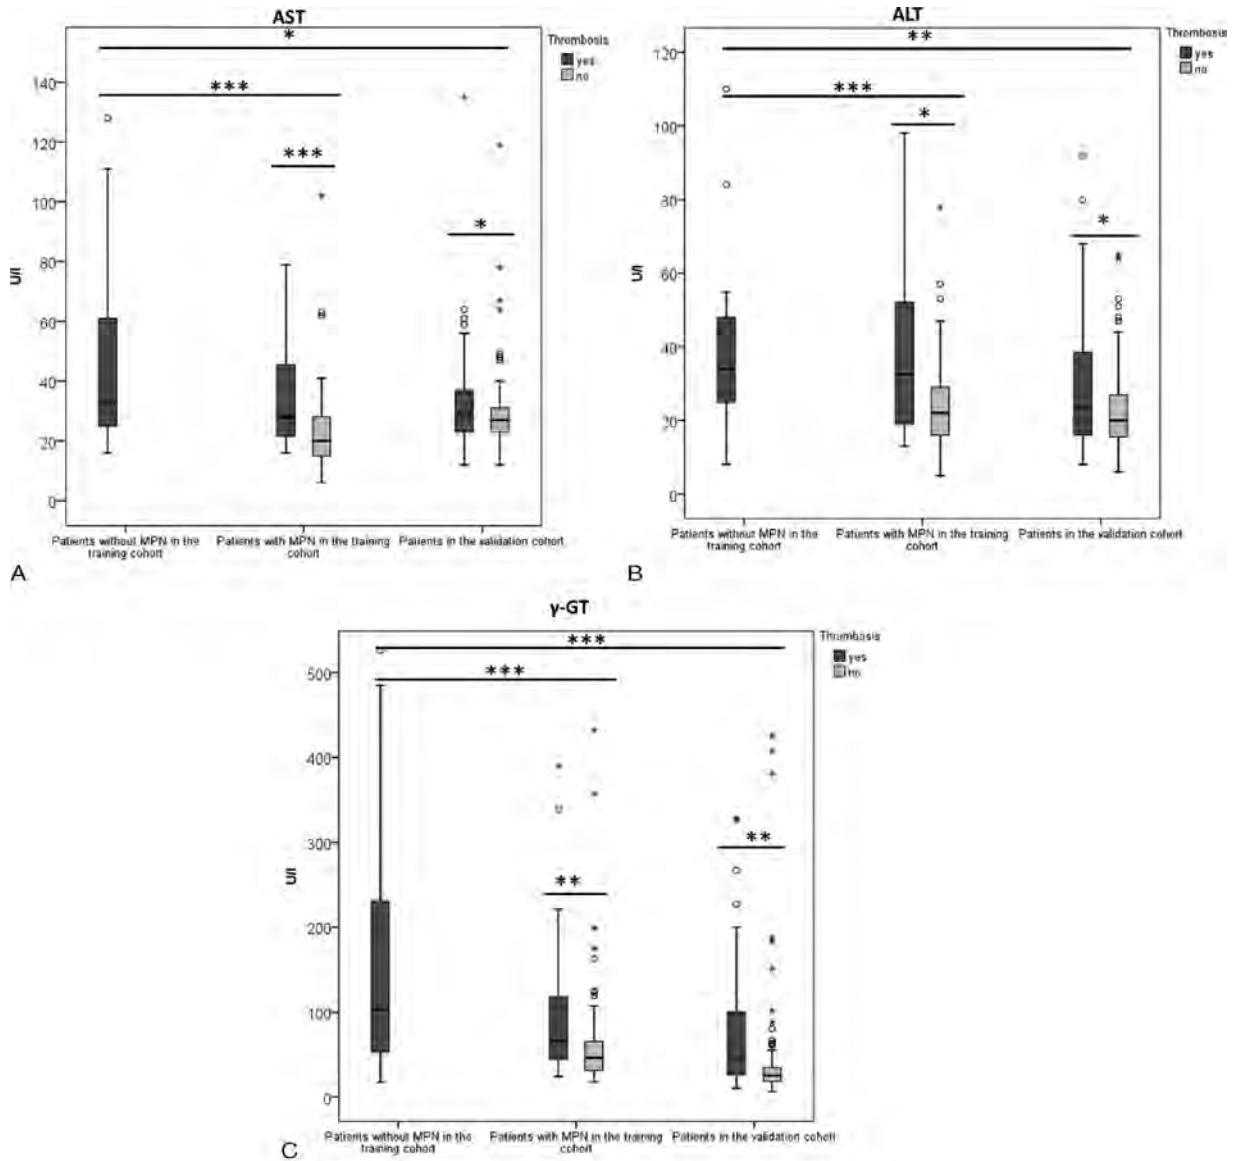 AST
Thrombosis
yes
no
*
***
***
*
140
120
100
80
60
40
20
0
U/l
Patients without MPN in the
training cohort
Patients with MPN in the training
cohort
Patients in the validation cohort
A
ALT
Thrombosis
yes
no
**
***
*
*
120
100
80
60
40
20
0
U/l
Patients without MPN in the
training cohort
Patients with MPN in the training
cohort
Patients in the validation cohort
B
γ-GT
Thrombosis
yes
no
***
***
**
**
500
400
300
200
100
0
U/l
Patients without MPN in the
training cohort
Patients with MPN in the training
cohort
Patients in the validation cohort
C